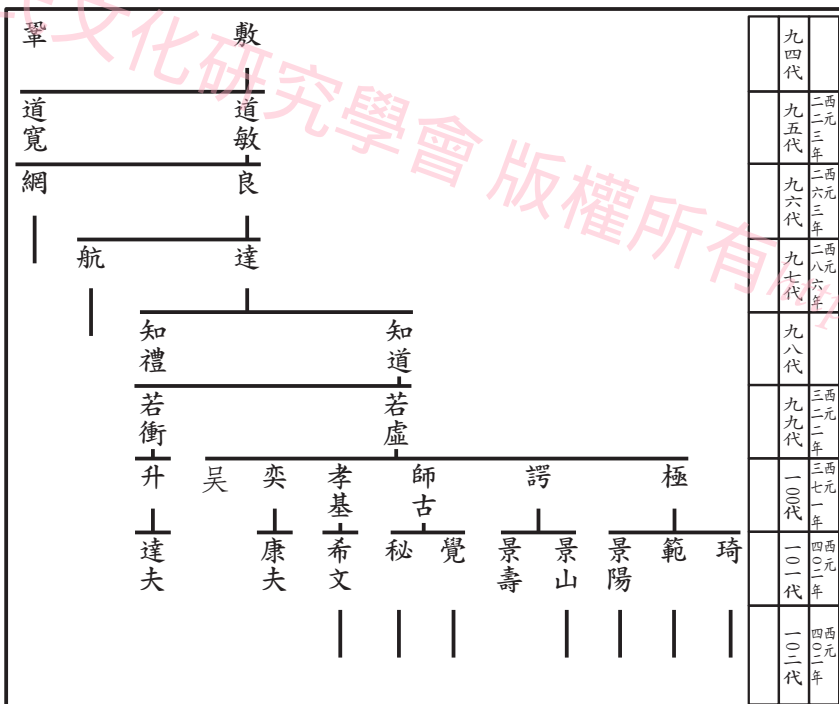 九四代
敷
鞏
西元二二三年
九五代
道敏
道寬
西元二六三年
九六代
良
網
西元二八六年
九七代
達
航
九八代
知道
知禮
西元三二二年
九九代
若虛
若衝
西元三七一年
一〇〇代
極
諤
師古
孝基
奕
吴
升
西元四〇二年
一〇一代
琦
範
景陽
景山
景壽
覺
秘
希文
康夫
達夫
西元四〇二年
一〇二代
文化研究學會 版權所有 http